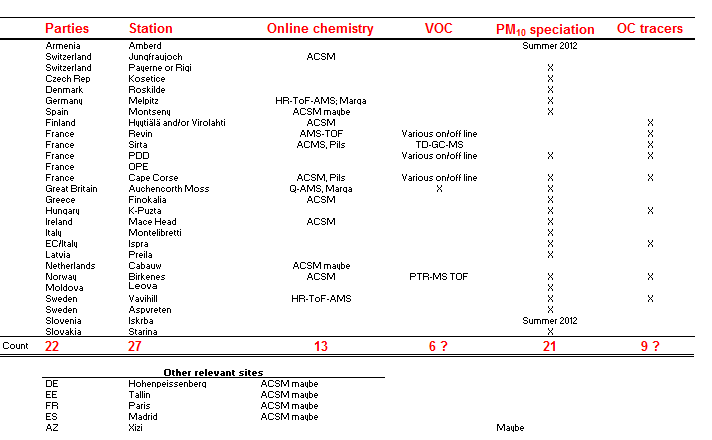 Parties Station Online chemistry VOC PM10 speciation OC tracers
Armenia Amberd Summer 2012
Switzerland Jungfraujoch ACSM
Switzerland Payerne or Rigi X
Czech Rep Kosetice X
Denmark Roskilde X
Germany Melpitz HR-ToF-AMS; Marga X
Spain Montseny ACSM maybe X
Finland Hyytiälä and/or Virolahti ACSM X
France Revin AMS-TOF Various on/off line X
France Sirta ACMS, Pils TD-GC-MS X
France PDD Various on/off line X X
France OPE
France Cape Corse ACSM, Pils Various on/off line X X
Great Britain Auchencorth Moss Q-AMS, Marga X X
Greece Finokalia ACSM X
Hungary K-Puzta X X
Ireland Mace Head ACSM X
Italy Montelibretti X
EC/Italy Ispra X X
Latvia Preila X
Netherlands Cabauw ACSM maybe
Norway Birkenes ACSM PTR-MS TOF X X
Moldova Leova X
Sweden Vavihill HR-ToF-AMS X X
Sweden Aspvreten X
Slovenia Iskrba Summer 2012
Slovakia Starina X
Count 22 27 13 6 ? 21 9 ?
Other relevant sites
DE Hohenpeissenberg ACSM maybe
EE Tallin ACSM maybe
FR Paris ACSM maybe
ES Madrid ACSM maybe
AZ Xizi Maybe